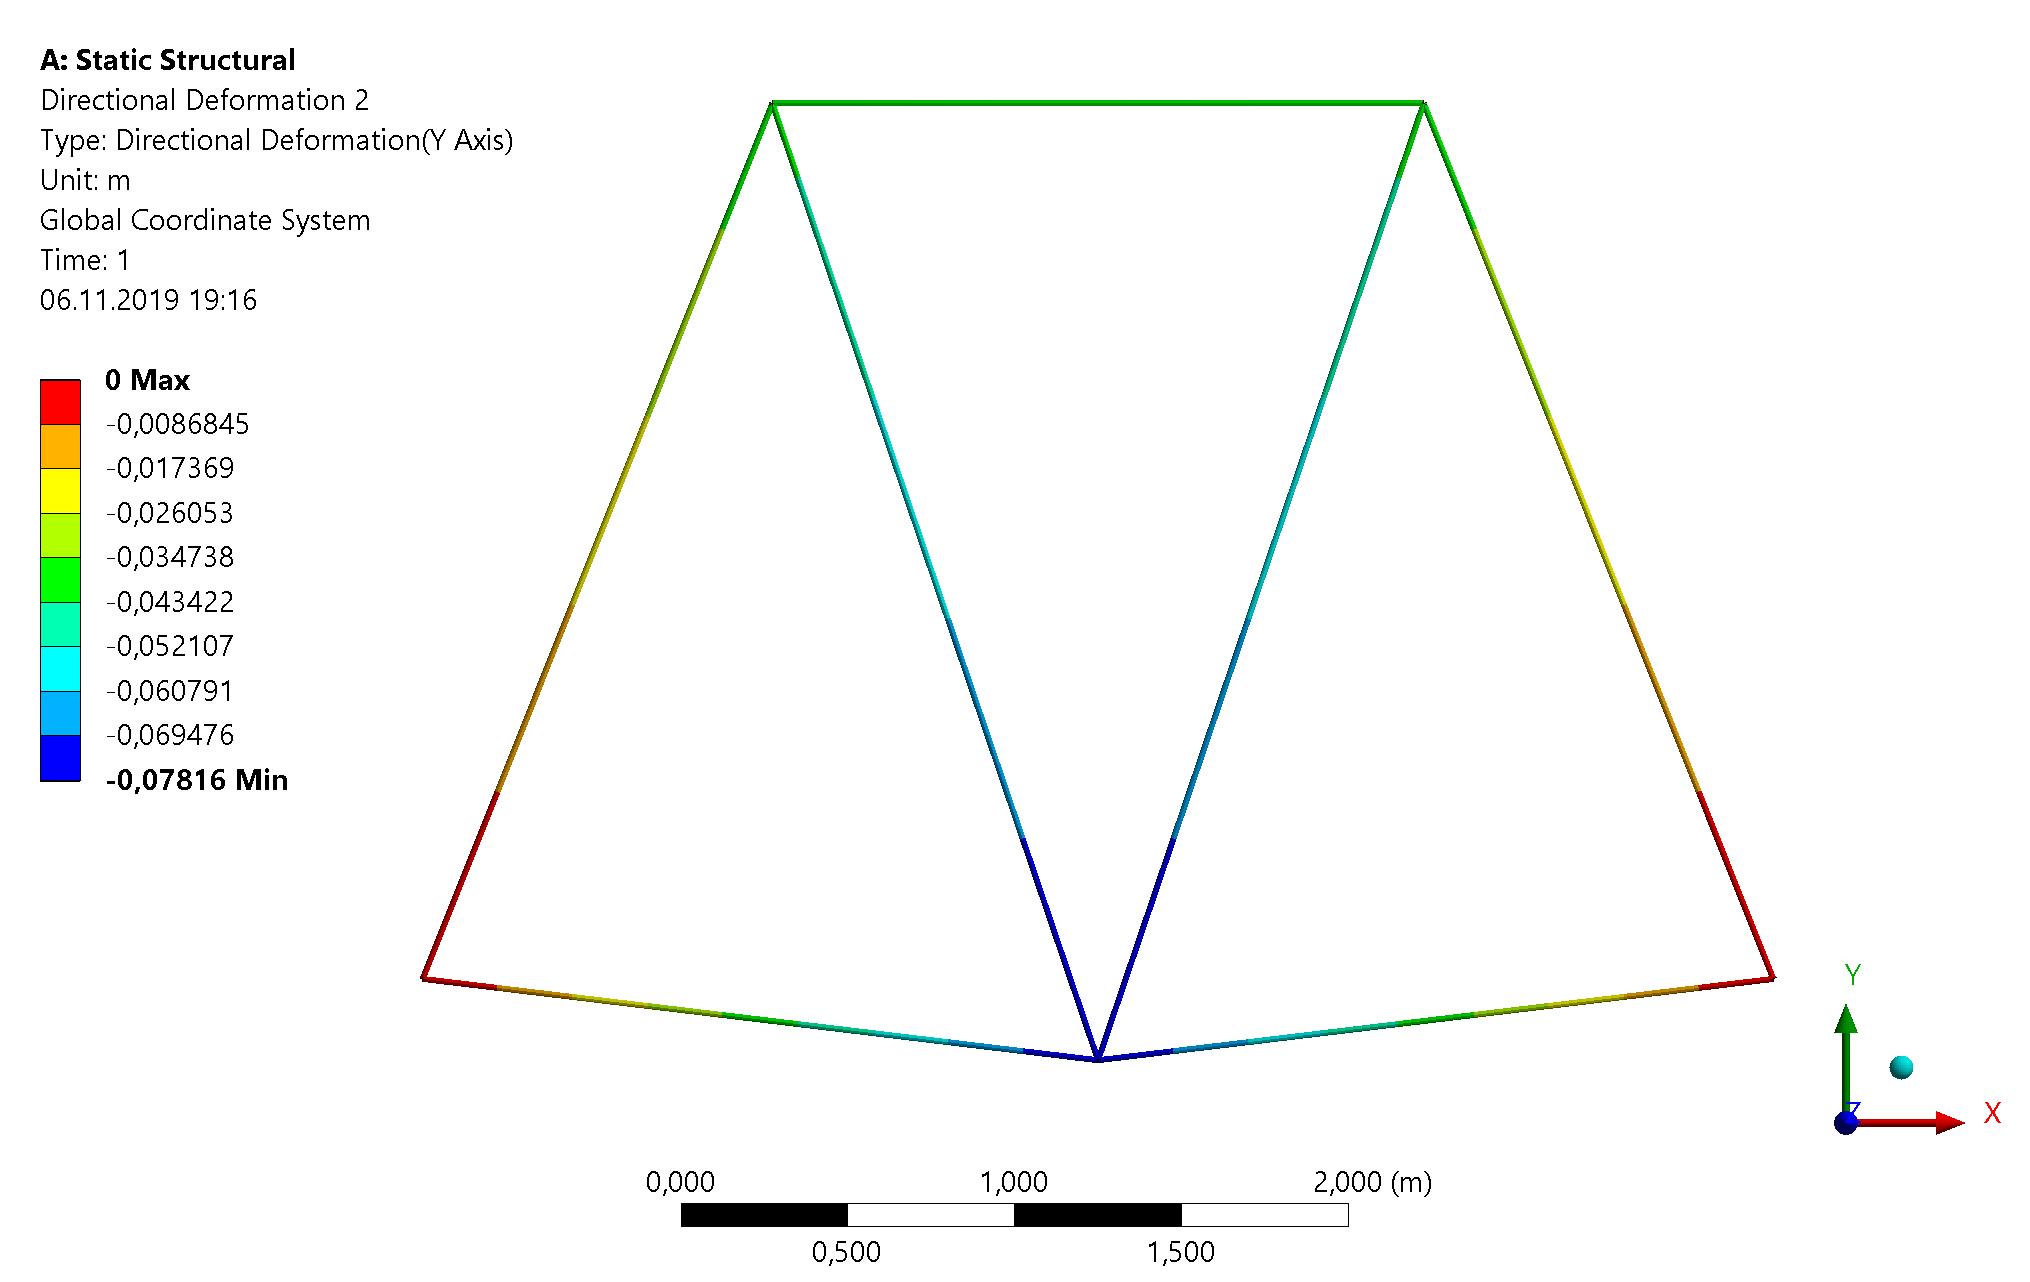 A: Static Structural
Directional Deformation 2
Type: Directional Deformation(Y Axis)
Unit: m
Global Coordinate System
Time: 1
06.11.2019 19:16
0 Max
-0,0086845
-0,017369
-0,026053
-0,034738
-0,043422
-0,052107
-0,060791
-0,069476
-0,07816 Min
Y
Z
X
0,000 1,000 2,000 (m)
0,500 1,500